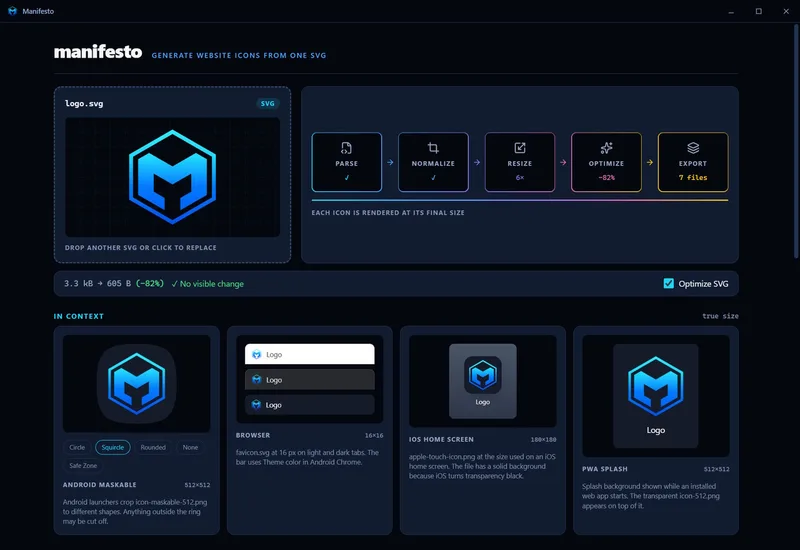 Manifesto
manifesto
GENERATE WEBSITE ICONS FROM ONE SVG
logo.svg
SVG
DROP ANOTHER SVG OR CLICK TO REPLACE
PARSE
✓
→
NORMALIZE
✓
→
RESIZE
6×
→
OPTIMIZE
−82%
→
EXPORT
7 files
EACH ICON IS RENDERED AT ITS FINAL SIZE
3.3 kB → 605 B (−82%) ✓ No visible change
Optimize SVG
IN CONTEXT
true size
Circle
Squircle
Rounded
None
Safe Zone
ANDROID MASKABLE
512×512
Android launchers crop icon-maskable-512.png
to different shapes. Anything outside the ring
may be cut off.
Logo
Logo
Logo
BROWSER
16×16
favicon.svg at 16 px on light and dark tabs. The
bar uses Theme color in Android Chrome.
Logo
IOS HOME SCREEN
180×180
apple-touch-icon.png at the size used on an iOS
home screen. The file has a solid background
because iOS turns transparency black.
Logo
PWA SPLASH
512×512
Splash background shown while an installed
web app starts. The transparent icon-512.png
appears on top of it.